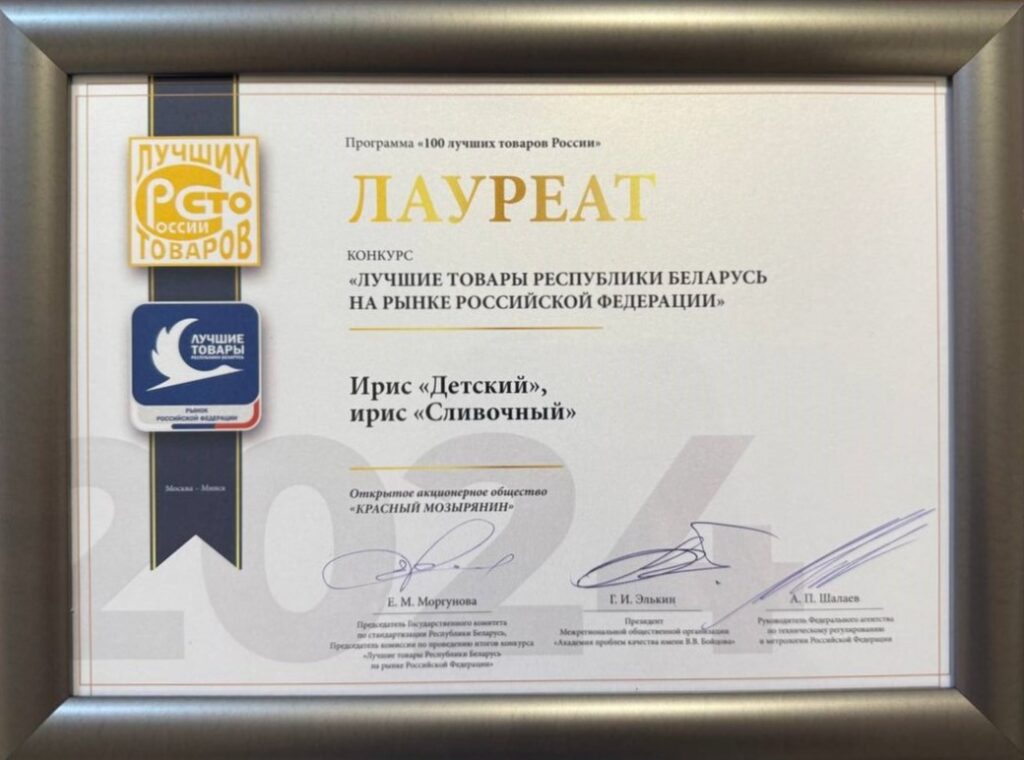 ЛУЧШИХ
РСТО
РОССИИ
ТОВАРОВ
ЛУЧШИЕ
ТОВАРЫ
РЕСПУБЛИКИ БЕЛАРУСЬ
РЫНОК
РОССИЙСКОЙ ФЕДЕРАЦИИ
Москва - Минск
Программа «100 лучших товаров России»
ЛАУРЕАТ
КОНКУРС
«ЛУЧШИЕ ТОВАРЫ РЕСПУБЛИКИ БЕЛАРУСЬ
НА РЫНКЕ РОССИЙСКОЙ ФЕДЕРАЦИИ»
Ирис «Детский»,
ирис «Сливочный»
2024
Открытое акционерное общество
«КРАСНЫЙ МОЗЫРЯНИН»
Е. М. Моргунова
Председатель Государственного комитета
по стандартизации Республики Беларусь,
Председатель комиссии по проведению итогов конкурса
«Лучшие товары Республики Беларусь
на рынке Российской Федерации»
Г. И. Элькин
Президент
Межрегиональной общественной организации
«Академия проблем качества имени В.В. Бойцова»
А. П. Шалаев
Руководитель Федерального агентства
по техническому регулированию
и метрологии Российской Федерации